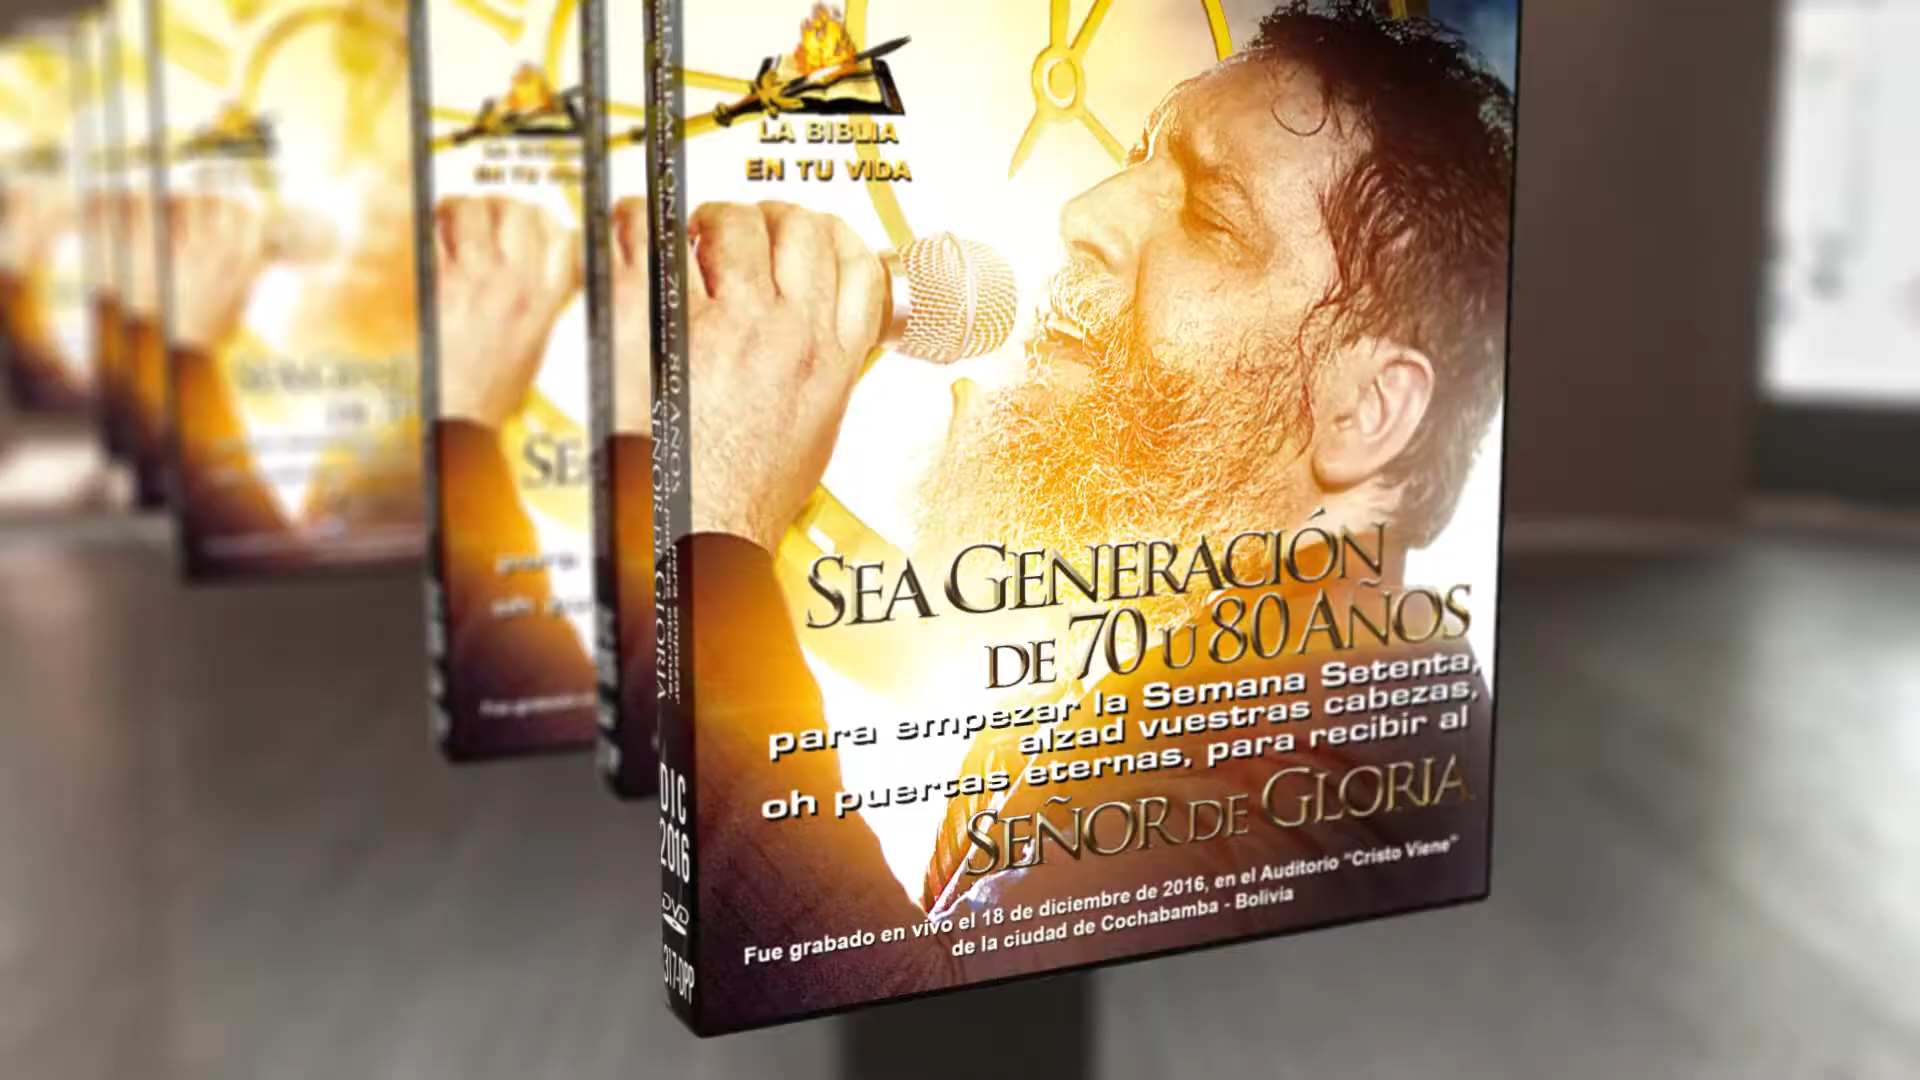 LA BIBLIA
EN TU VIDA
SEA GENERACIÓN
DE 70 U 80 AÑOS
para empezar la Semana Setenta,
alzad vuestras cabezas,
oh puertas eternas, para recibir al
SEÑOR DE GLORIA
Fue grabado en vivo el 18 de diciembre de 2016, en el Auditorio "Cristo Viene"
de la ciudad de Cochabamba - Bolivia
SEÑOR DE GLORIA
DIC
2016
DVD
317-DPP